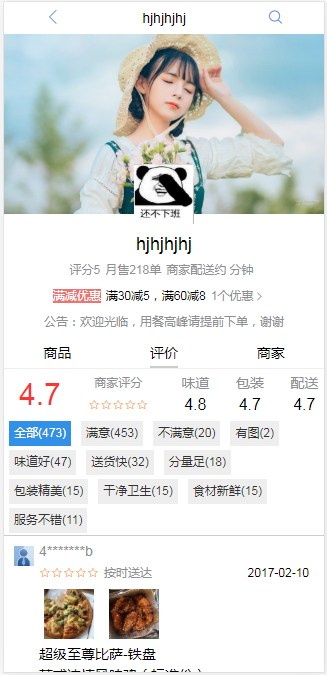 hjhjhjhj
还不下班
hjhjhjhj
评分5 月售218单 商家配送约 分钟
满减优惠 满30减5，满60减8 1个优惠 >
公告：欢迎光临，用餐高峰请提前下单，谢谢
商品 评价 商家
4.7 商家评分 味道 包装 配送
4.8 4.7 4.7
全部(473) 满意(453) 不满意(20) 有图(2)
味道好(47) 送货快(32) 分量足(18)
包装精美(15) 干净卫生(15) 食材新鲜(15)
服务不错(11)
4*******b
☆☆☆☆☆ 按时送达 2017-02-10
超级至尊比萨-铁盘